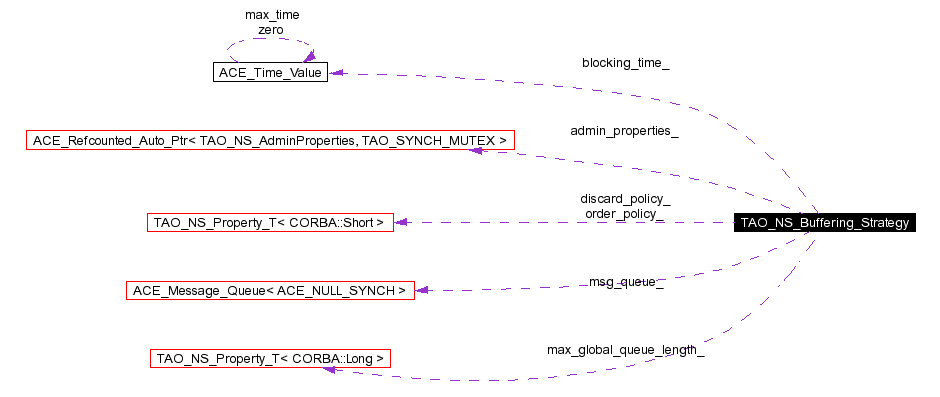 max_time
zero
ACE_Time_Value
blocking_time_
ACE_Refcounted_Auto_Ptr< TAO_NS_AdminProperties, TAO_SYNCH_MUTEX >
admin_properties_
TAO_NS_Property_T< CORBA::Short >
discard_policy_
order_policy_
TAO_NS_Buffering_Strategy
ACE_Message_Queue< ACE_NULL_SYNCH >
msg_queue_
TAO_NS_Property_T< CORBA::Long >
max_global_queue_length_